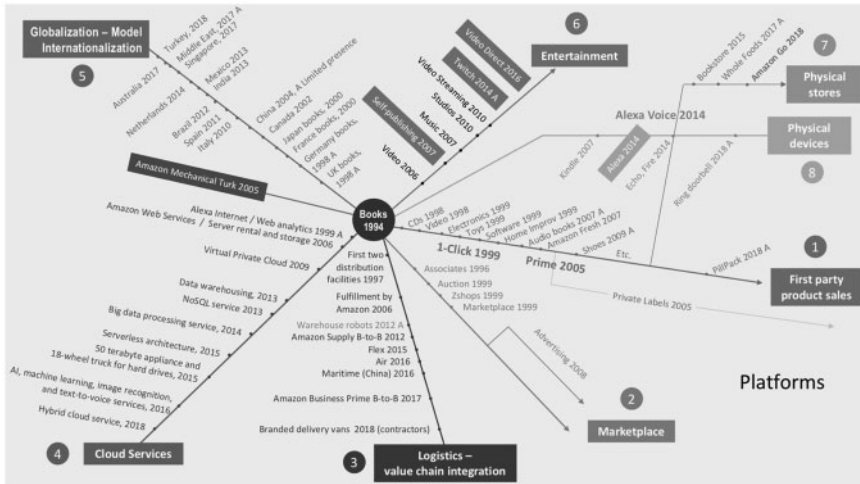 Globalization – Model
Internationalization
5
Turkey, 2018
Middle East, 2017 A
Singapore, 2017
Australia 2017
Mexico 2013
India 2013
Netherlands 2014
Brazil 2012
Spain 2011
Italy 2010
China 2004, A Limited presence
Canada 2002
Japan books, 2000
France books, 2000
Germany books,
1998 A
UK books,
1998 A
6
Entertainment
Video Direct 2016
Twitch 2014 A
Video Streaming 2010
Studios 2010
Music 2007
Self-publishing 2007
Video 2006
7
Physical
stores
Bookstore 2015
Whole Foods 2017 A
Amazon Go 2018
Alexa Voice 2014
Physical
devices
8
Kindle 2007
Alexa 2014
Echo, Fire 2014
Ring doorbell 2018 A
Amazon Mechanical Turk 2005
Books
1994
Alexa Internet / Web analytics 1999 A
Amazon Web Services / Server rental and storage 2006
Virtual Private Cloud 2009
Data warehousing, 2013
NoSQL service 2013
Big data processing service, 2014
Serverless architecture, 2015
50 terabyte appliance and
18-wheel truck for hard drives, 2015
AI, machine learning, image recognition,
and text-to-voice services, 2016
Hybrid cloud service, 2018
4
Cloud Services
First two
distribution
facilities 1997
Fulfillment by
Amazon 2006
Warehouse robots 2012 A
Amazon Supply B-to-B 2012
Flex 2015
Air 2016
Maritime (China) 2016
Amazon Business Prime B-to-B 2017
Branded delivery vans 2018 (contractors)
3
Logistics –
value chain integration
CDs 1998
Video 1998
Electronics 1999
Toys 1999
Software 1999
Home Improv 1999
Audio books 2007 A
Amazon Fresh 2007
Shoes 2009 A
Etc.
PillPack 2018 A
1-Click 1999
Prime 2005
Private Labels 2005
1
First party
product sales
Associates 1996
Auction 1999
Zshops 1999
Marketplace 1999
Advertising 2008
2
Marketplace
Platforms